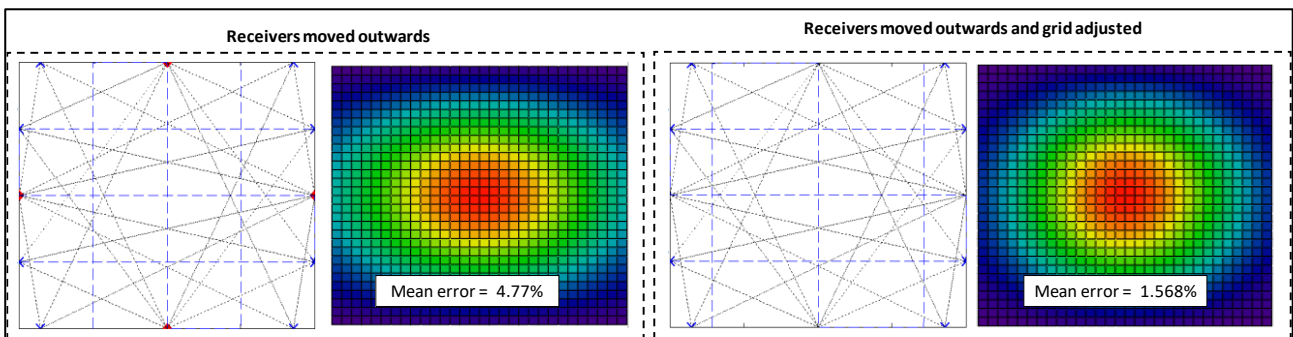 Receivers moved outwards
Mean error = 4.77%
Receivers moved outwards and grid adjusted
Mean error = 1.568%